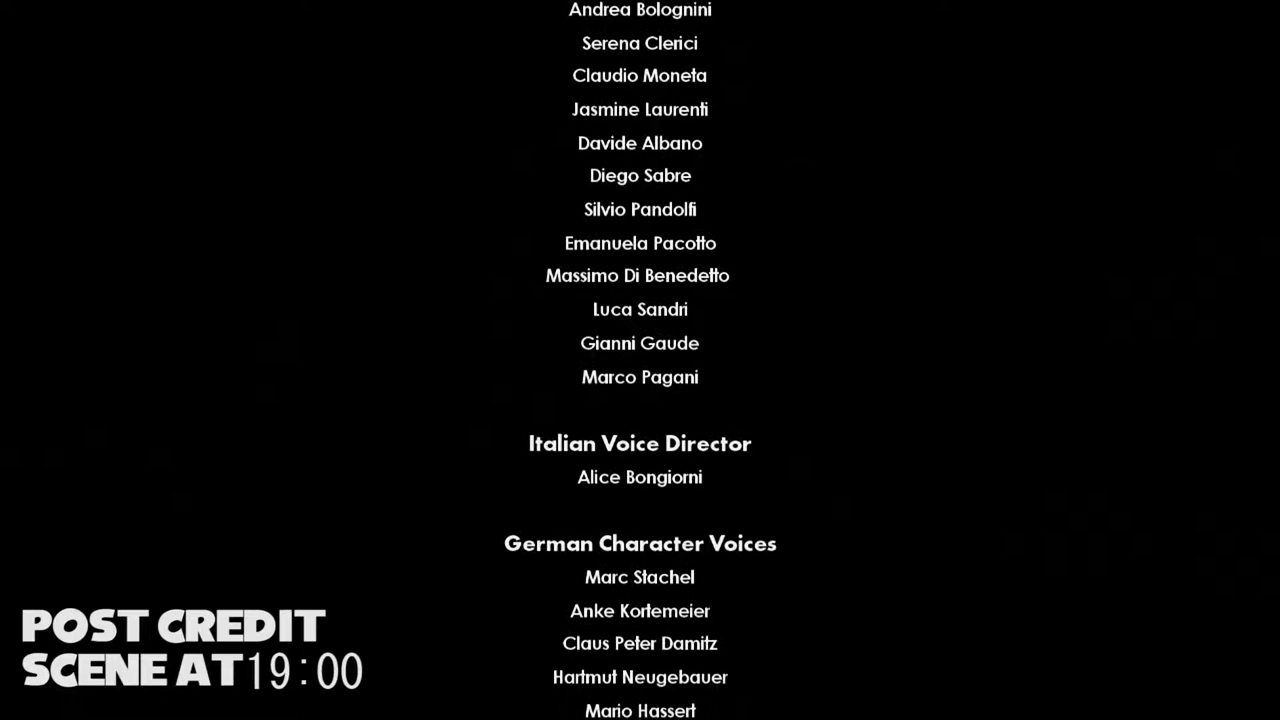 Andrea Bolognini
Serena Clerici
Claudio Moneta
Jasmine Laurenti
Davide Albano
Diego Sabre
Silvio Pandolfi
Emanuela Pacotto
Massimo Di Benedetto
Luca Sandri
Gianni Gaude
Marco Pagani
Italian Voice Director
Alice Bongiorni
German Character Voices
Marc Stachel
Anke Kortemeier
Claus Peter Damitz
Hartmut Neugebauer
Mario Hassert
POST CREDIT
SCENE AT 19:00